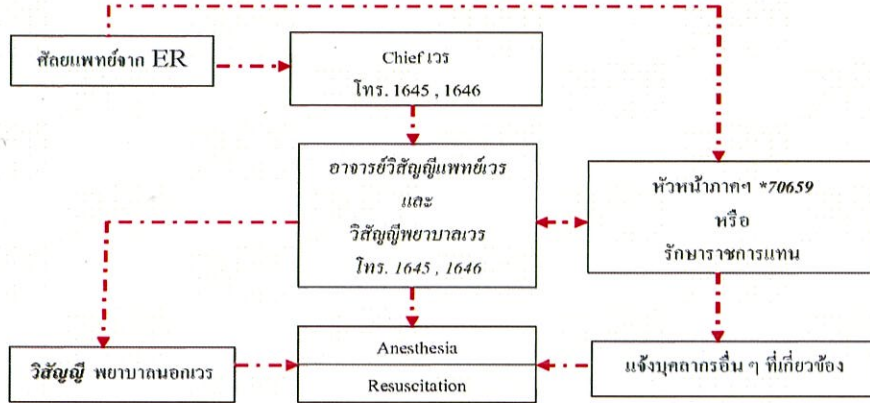 ศัลยแพทย์จาก ER
Chief เวร
โทร. 1645 , 1646
อาจารย์วิสัญญีแพทย์เวร
และ
วิสัญญีพยาบาลเวร
โทร. 1645 , 1646
หัวหน้าภาคฯ *70659
หรือ
รักษาราชการแทน
วิสัญญี พยาบาลนอกเวร
Anesthesia
Resuscitation
แจ้งบุคลากรอื่น ๆ ที่เกี่ยวข้อง